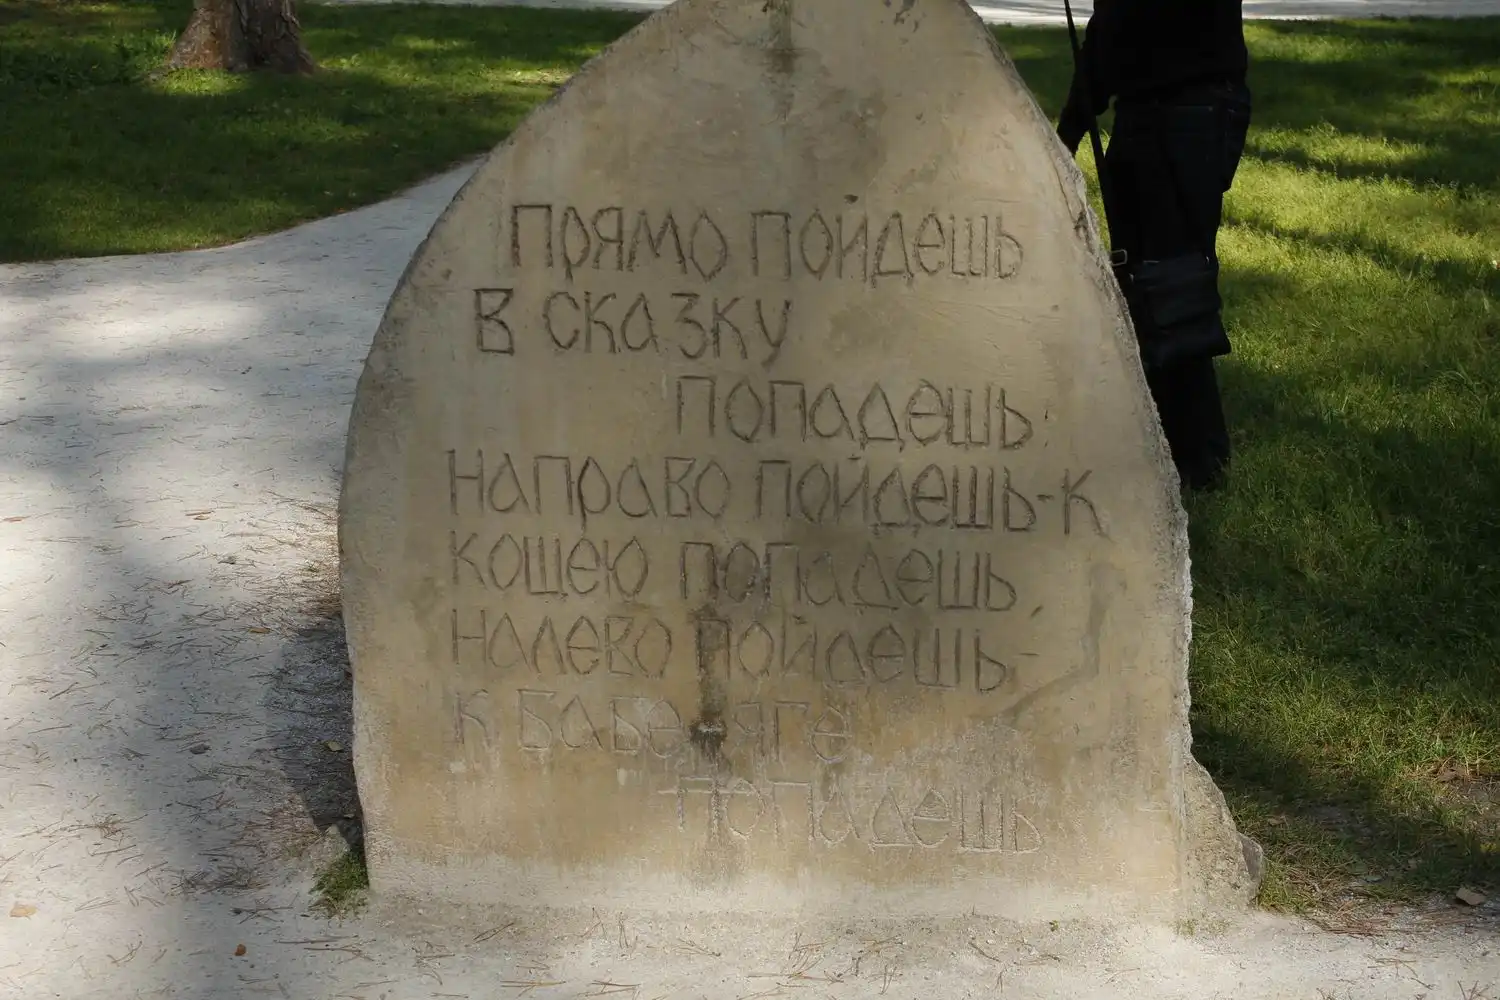 прямо пойдешь
в сказку
попадешь
направо пойдешь-к
кощею попадешь
налево пойдешь-
к бабе яге
попадешь